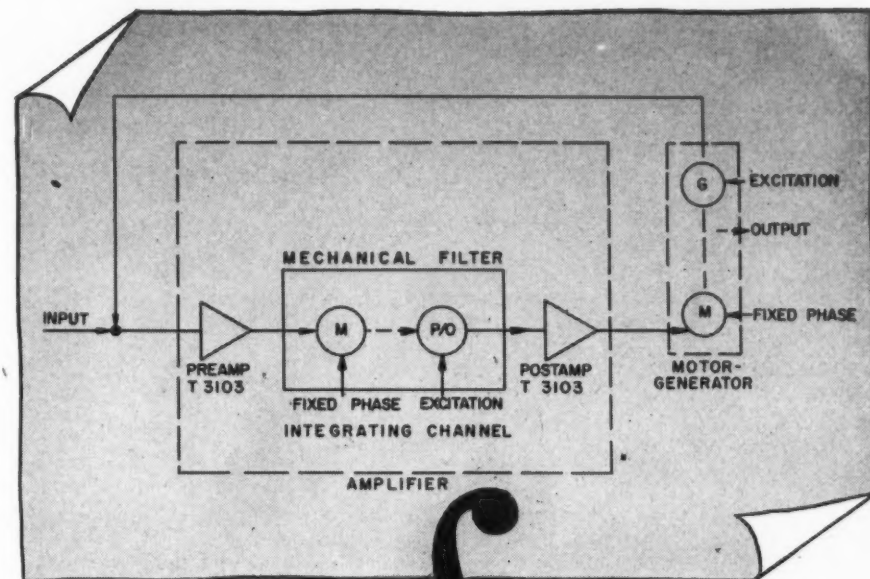 G
EXCITATION
OUTPUT
MECHANICAL FILTER
INPUT
M
P/O
M
FIXED PHASE
PREAMP
T 3103
POSTAMP
T 3103
MOTOR-
GENERATOR
FIXED PHASE
EXCITATION
INTEGRATING CHANNEL
AMPLIFIER